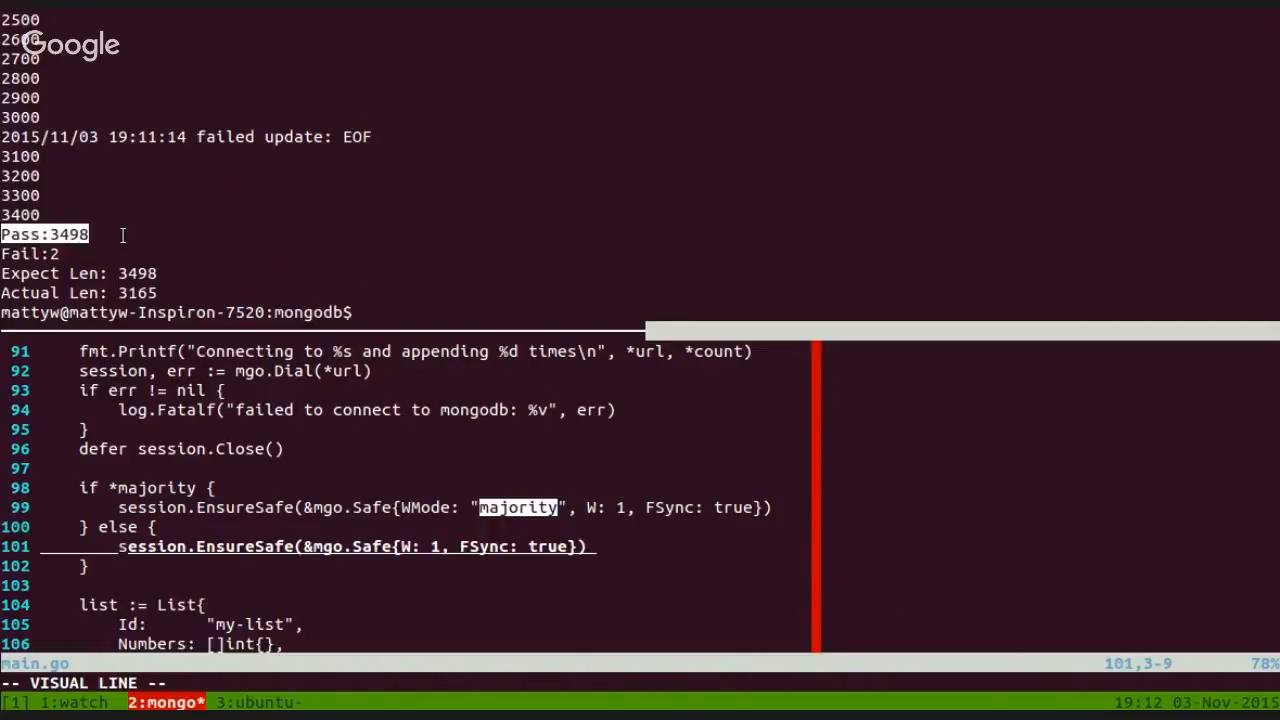 2500
2600
Google
2700
2800
2900
3000
2015/11/03 19:11:14 failed update: EOF
3100
3200
3300
3400
Pass:3498
Fail:2
Expect Len: 3498
Actual Len: 3165
mattyw@mattyw-Inspiron-7520:mongodb$
91 fmt.Printf("Connecting to %s and appending %d times\n", *url, *count)
92 session, err := mgo.Dial(*url)
93 if err != nil {
94 log.Fatalf("failed to connect to mongodb: %v", err)
95 }
96 defer session.Close()
97
98 if *majority {
99 session.EnsureSafe(&mgo.Safe{WMode: "majority", W: 1, FSync: true})
100 } else {
101 session.EnsureSafe(&mgo.Safe{W: 1, FSync: true})
102 }
103
104 list := List{
105 Id: "my-list",
106 Numbers: []int{},
main.go 101,3-9 78%
-- VISUAL LINE --
[1] 1:watch 2:mongo* 3:ubuntu- 19:12 03-Nov-2015